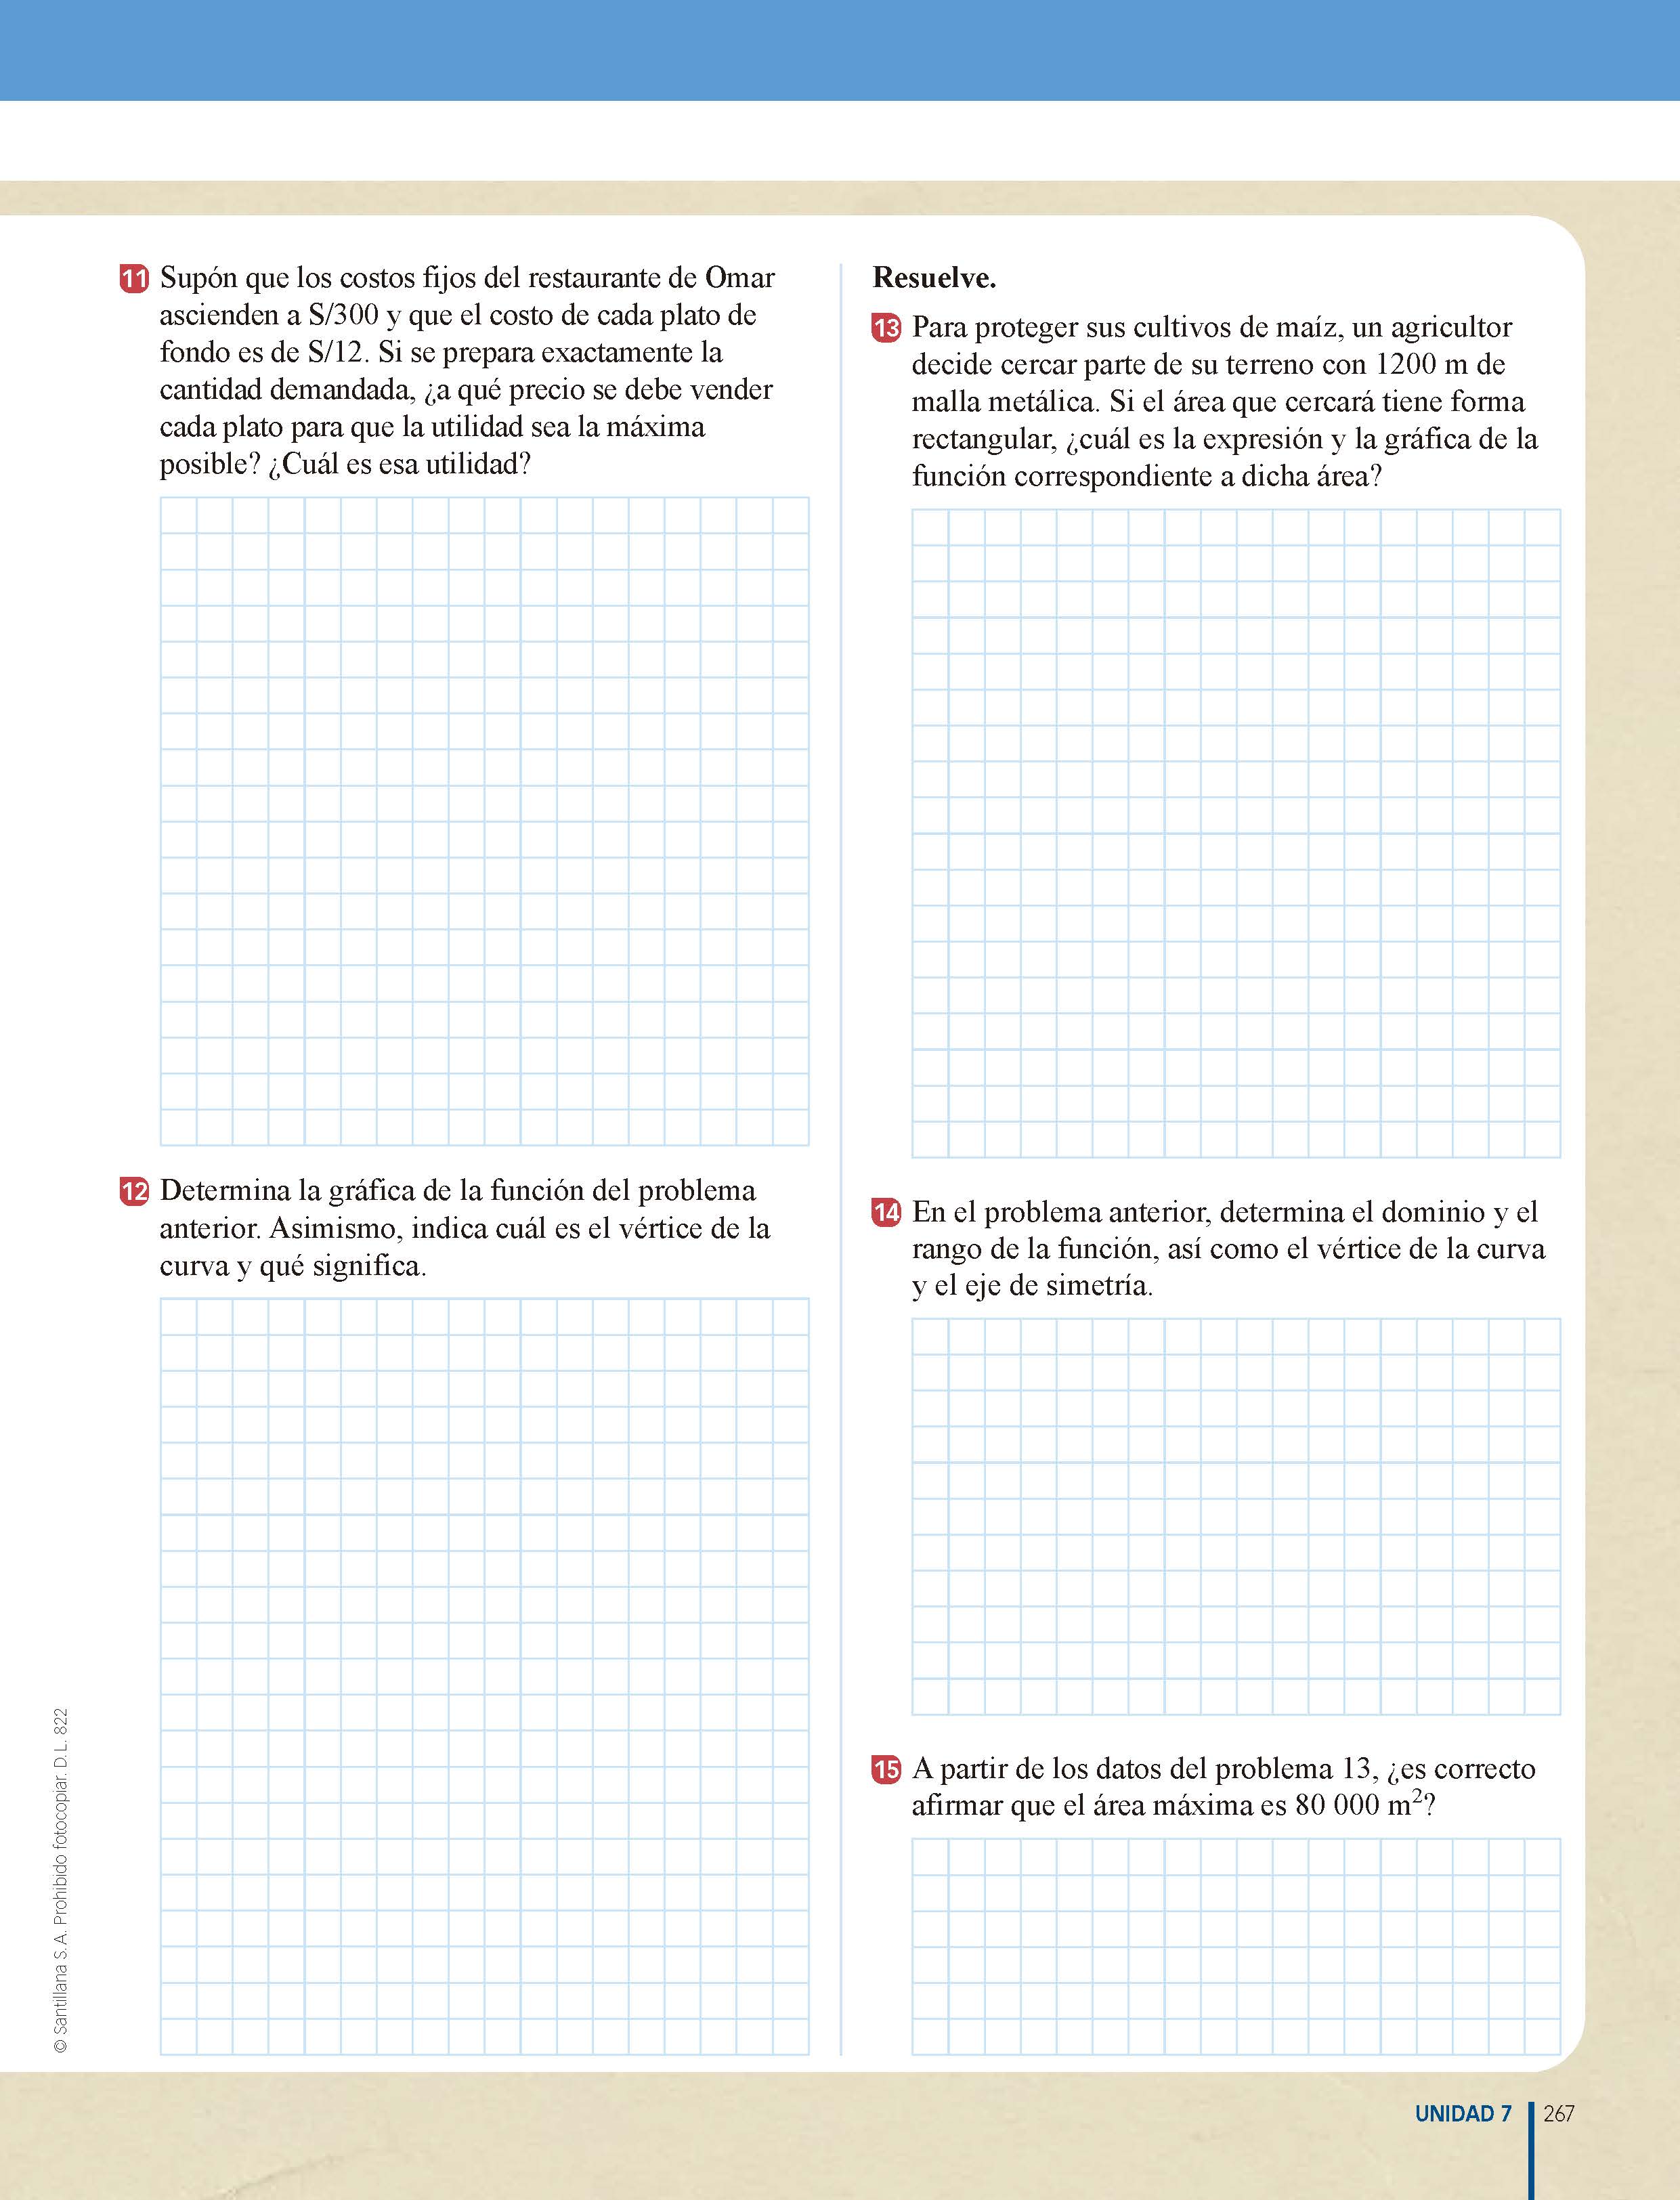 11 Supón que los costos fijos del restaurante de Omar
ascienden a S/300 y que el costo de cada plato de
fondo es de S/12. Si se prepara exactamente la
cantidad demandada, ¿a qué precio se debe vender
cada plato para que la utilidad sea la máxima
posible? ¿Cuál es esa utilidad?
12 Determina la gráfica de la función del problema
anterior. Asimismo, indica cuál es el vértice de la
curva y qué significa.
Resuelve.
13 Para proteger sus cultivos de maíz, un agricultor
decide cercar parte de su terreno con 1200 m de
malla metálica. Si el área que cercará tiene forma
rectangular, ¿cuál es la expresión y la gráfica de la
función correspondiente a dicha área?
14 En el problema anterior, determina el dominio y el
rango de la función, así como el vértice de la curva
y el eje de simetría.
15 A partir de los datos del problema 13, ¿es correcto
afirmar que el área máxima es 80 000 m²?
© Santillana S.A. Prohibido fotocopiar. D.L. 822
UNIDAD 7 267